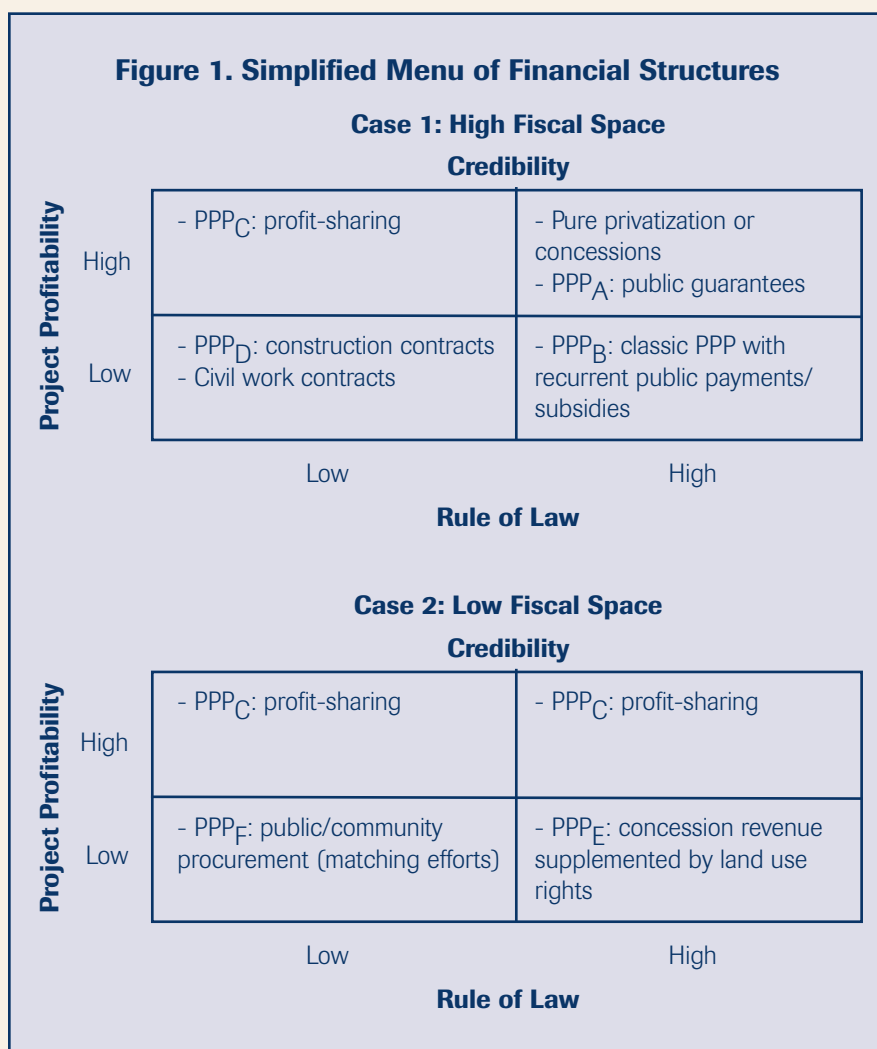 Figure 1. Simplified Menu of Financial Structures
Case 1: High Fiscal Space
Credibility
Project Profitability
High
- PPPC: profit-sharing
- Pure privatization or
concessions
- PPPA: public guarantees
Low
- PPPD: construction contracts
- Civil work contracts
- PPPB: classic PPP with
recurrent public payments/
subsidies
Low
High
Rule of Law
Case 2: Low Fiscal Space
Credibility
Project Profitability
High
- PPPC: profit-sharing
- PPPC: profit-sharing
Low
- PPPF: public/community
procurement (matching efforts)
- PPPE: concession revenue
supplemented by land use
rights
Low
High
Rule of Law